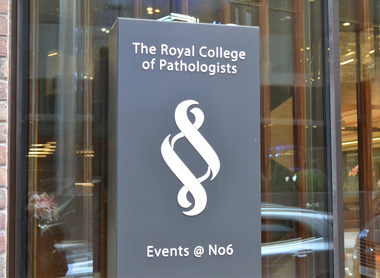 The Royal College
of Pathologists
Events @ No6